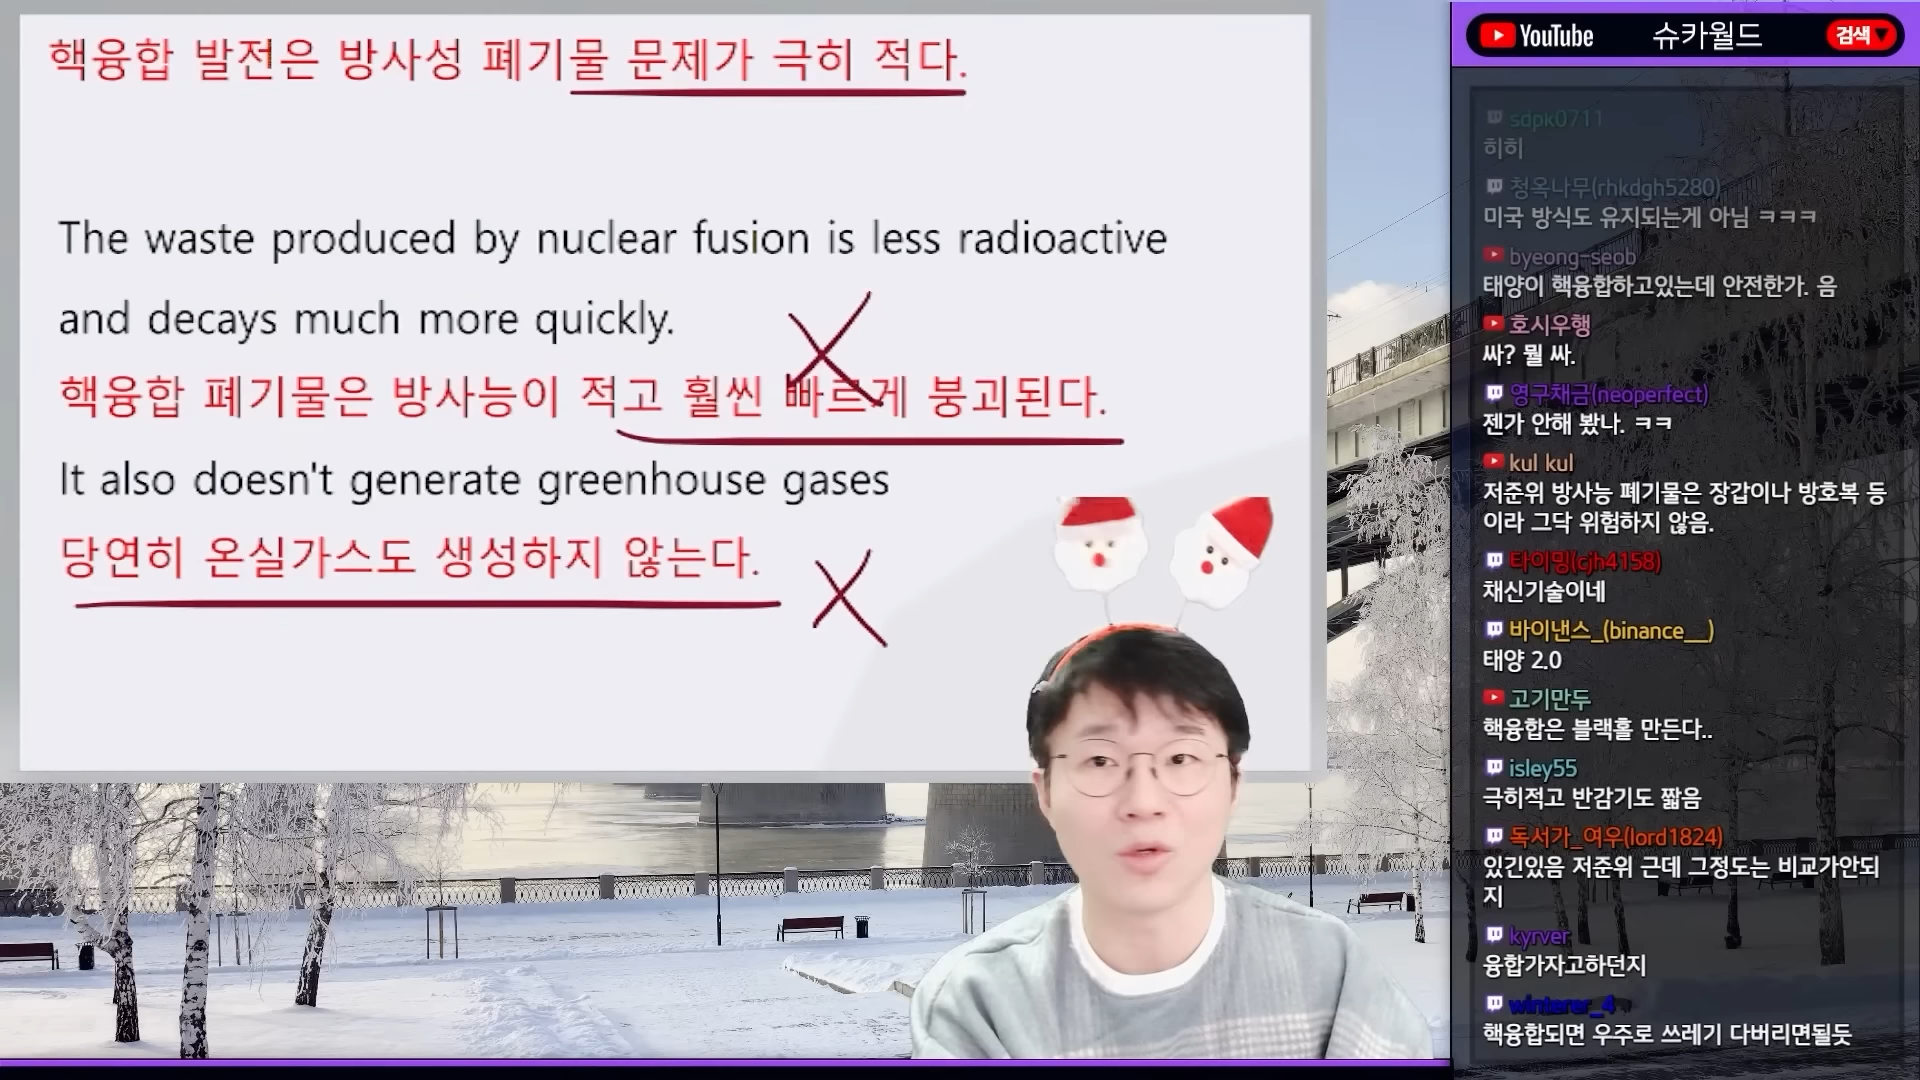 핵융합 발전은 방사성 폐기물 문제가 극히 적다.
The waste produced by nuclear fusion is less radioactive
and decays much more quickly.
핵융합 폐기물은 방사능이 적고 훨씬 빠르게 붕괴된다.
It also doesn't generate greenhouse gases
당연히 온실가스도 생성하지 않는다.
YouTube 슈카월드 검색
sdpk0711
히히
청옥나무(rhkdgh5280)
미국 방식도 유지되는게 아님 ㅋㅋㅋ
byeong-seob
태양이 핵융합하고있는데 안전한가. 음
호시우행
싸? 뭘 싸.
영구채금(neoperfect)
젠가 안해 봤나. ㅋㅋ
kul kul
저준위 방사능 폐기물은 장갑이나 방호복 등
이라 그닥 위험하지 않음.
타이밍(cjh4158)
채신기술이네
바이낸스_(binance__)
태양 2.0
고기만두
핵융합은 블랙홀 만든다..
isley55
극히적고 반감기도 짧음
독서가_여우(lord1824)
있긴있음 저준위 근데 그정도는 비교가안되
지
kyrver
융합가자고하던지
winterer_4
핵융합되면 우주로 쓰레기 다버리면될듯